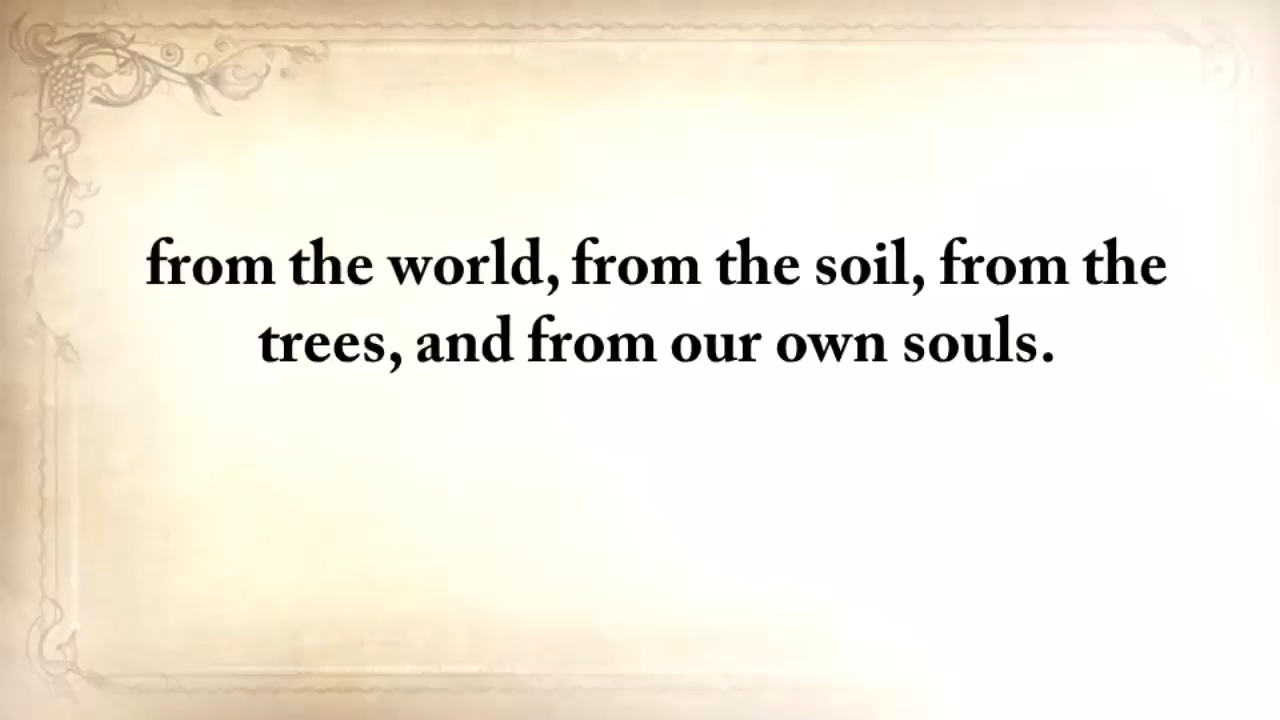 from the world, from the soil, from the
trees, and from our own souls.